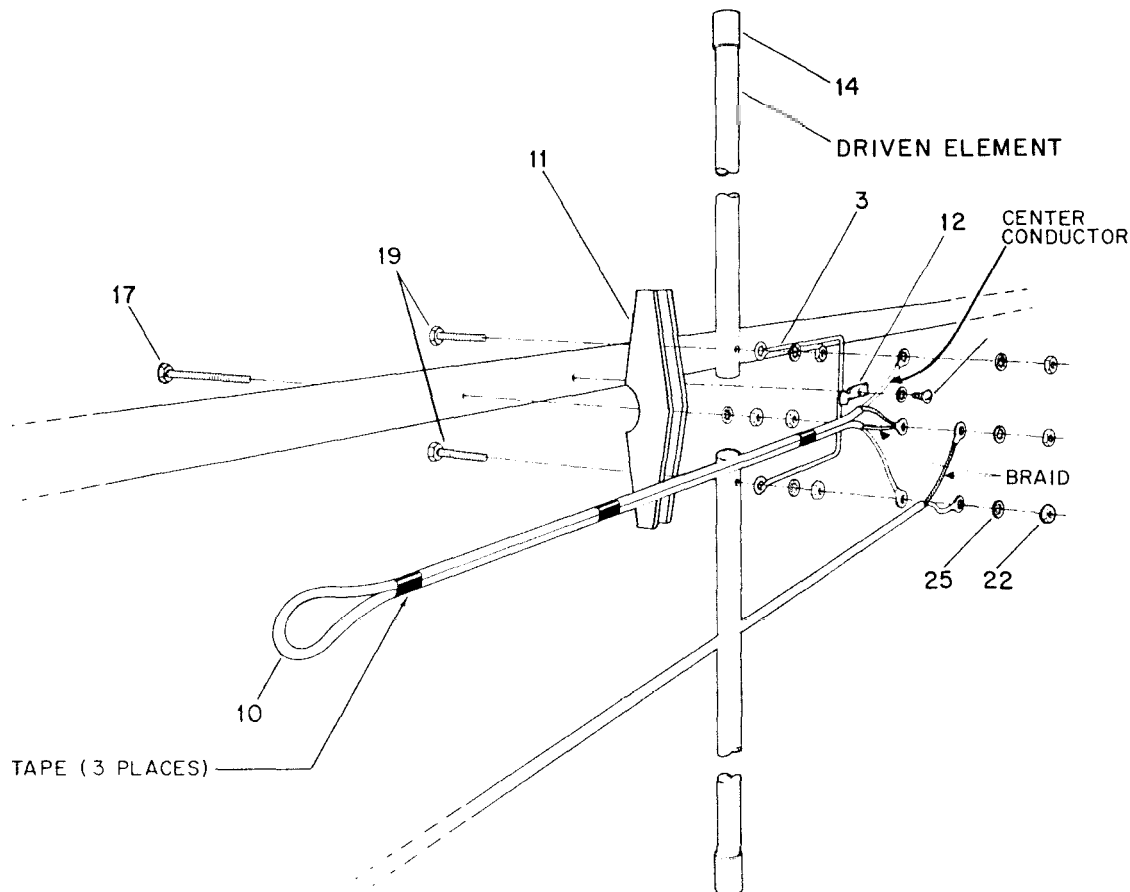 14
DRIVEN ELEMENT
11
3
12
CENTER
CONDUCTOR
19
17
BRAID
25
22
10
TAPE (3 PLACES)